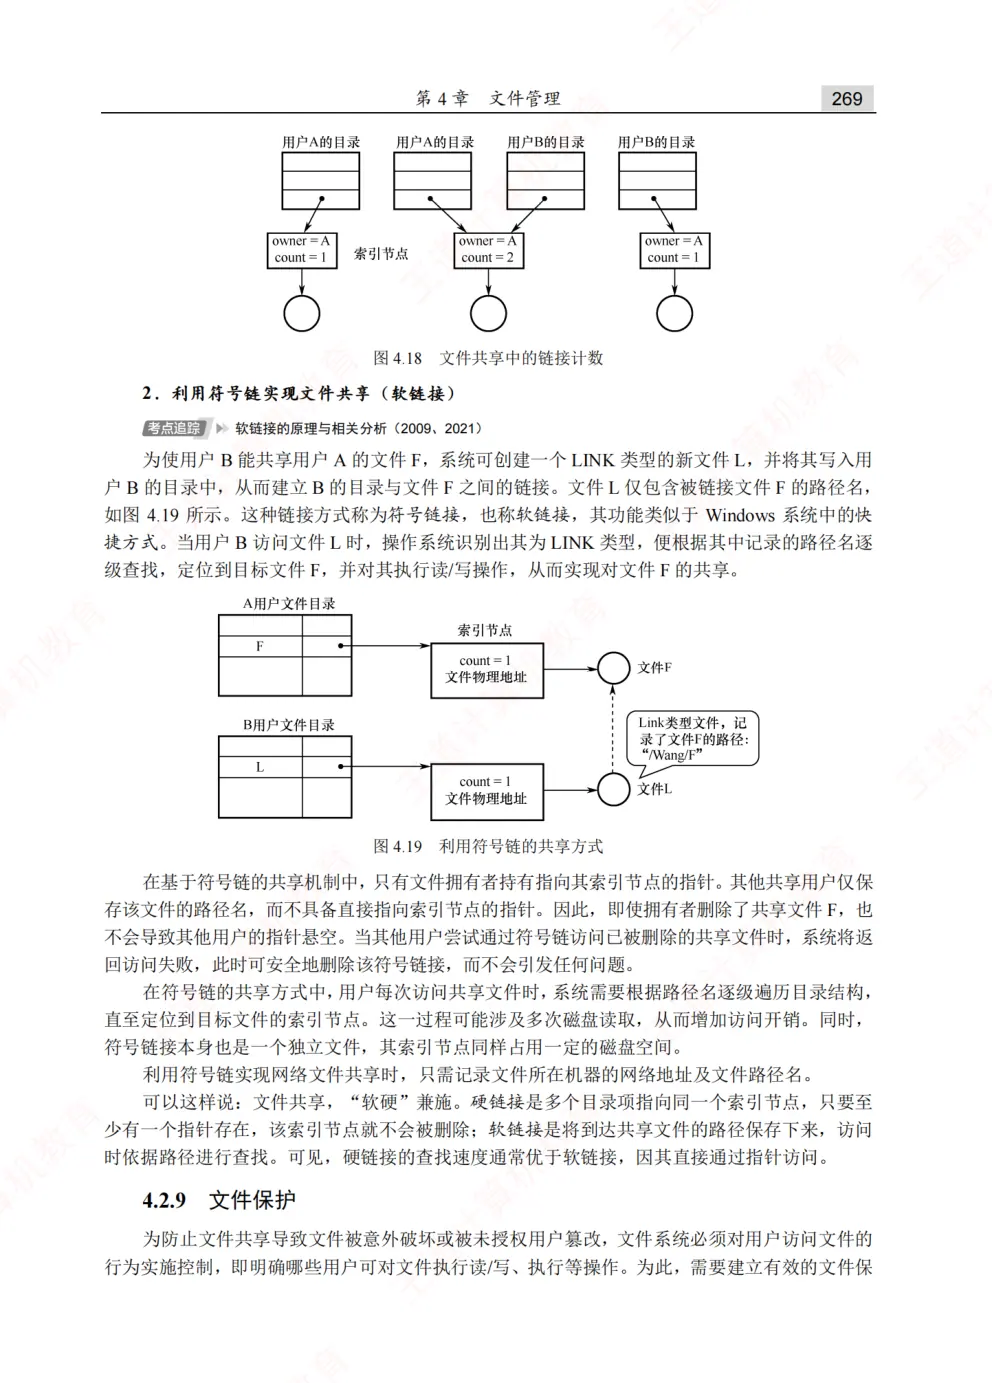 第 4 章 文件管理 269
用户A的目录 用户A的目录 用户B的目录 用户B的目录
owner = A
count = 1
索引节点
owner = A
count = 2
owner = A
count = 1
图 4.18 文件共享中的链接计数
2．利用符号链实现文件共享（软链接）
考点追踪 软链接的原理与相关分析（2009、2021）
为使用户 B 能共享用户 A 的文件 F，系统可创建一个 LINK 类型的新文件 L，并将其写入用
户 B 的目录中，从而建立 B 的目录与文件 F 之间的链接。文件 L 仅包含被链接文件 F 的路径名，
如图 4.19 所示。这种链接方式称为符号链接，也称软链接，其功能类似于 Windows 系统中的快
捷方式。当用户 B 访问文件 L 时，操作系统识别出其为 LINK 类型，便根据其中记录的路径名逐
级查找，定位到目标文件 F，并对其执行读/写操作，从而实现对文件 F 的共享。
A用户文件目录
F
索引节点
count = 1
文件物理地址
文件F
B用户文件目录
L
count = 1
文件物理地址
Link类型文件，记
录了文件F的路径：
“/Wang/F”
文件L
图 4.19 利用符号链的共享方式
在基于符号链的共享机制中，只有文件拥有者持有指向其索引节点的指针。其他共享用户仅保
存该文件的路径名，而不具备直接指向索引节点的指针。因此，即使拥有者删除了共享文件 F，也
不会导致其他用户的指针悬空。当其他用户尝试通过符号链访问已被删除的共享文件时，系统将返
回访问失败，此时可安全地删除该符号链接，而不会引发任何问题。
在符号链的共享方式中，用户每次访问共享文件时，系统需要根据路径名逐级遍历目录结构，
直至定位到目标文件的索引节点。这一过程可能涉及多次磁盘读取，从而增加访问开销。同时，
符号链接本身也是一个独立文件，其索引节点同样占用一定的磁盘空间。
利用符号链实现网络文件共享时，只需记录文件所在机器的网络地址及文件路径名。
可以这样说：文件共享，“软硬”兼施。硬链接是多个目录项指向同一个索引节点，只要至
少有一个指针存在，该索引节点就不会被删除；软链接是将到达共享文件的路径保存下来，访问
时依据路径进行查找。可见，硬链接的查找速度通常优于软链接，因其直接通过指针访问。
4.2.9 文件保护
为防止文件共享导致文件被意外破坏或被未授权用户篡改，文件系统必须对用户访问文件的
行为实施控制，即明确哪些用户可对文件执行读/写、执行等操作。为此，需要建立有效的文件保